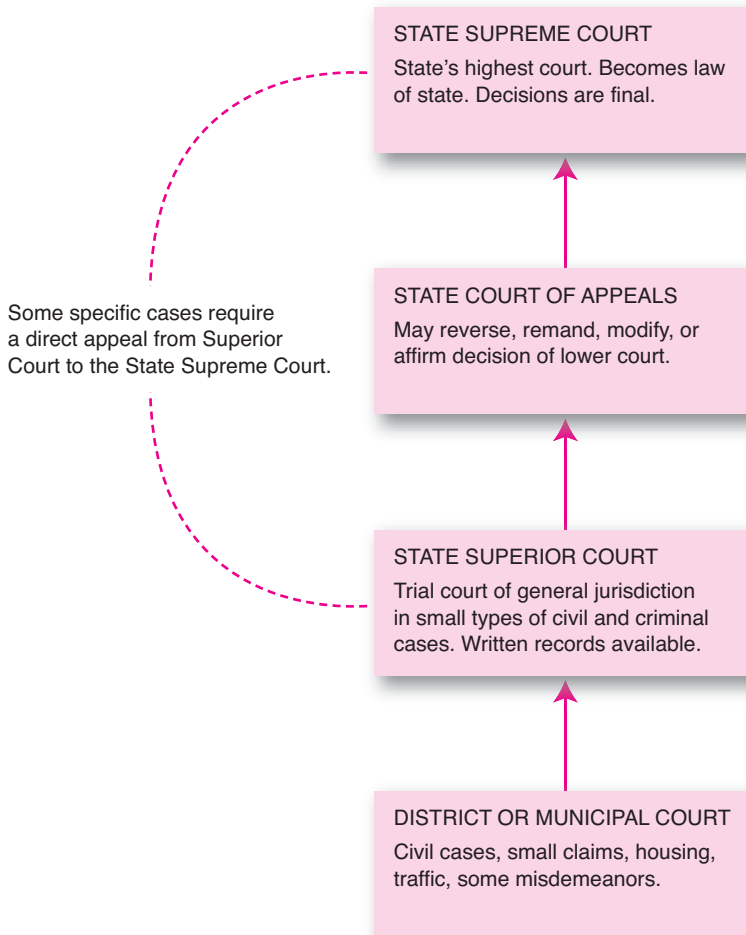 STATE SUPREME COURT
State’s highest court. Becomes law
of state. Decisions are final.
Some specific cases require
a direct appeal from Superior
Court to the State Supreme Court.
STATE COURT OF APPEALS
May reverse, remand, modify, or
affirm decision of lower court.
STATE SUPERIOR COURT
Trial court of general jurisdiction
in small types of civil and criminal
cases. Written records available.
DISTRICT OR MUNICIPAL COURT
Civil cases, small claims, housing,
traffic, some misdemeanors.